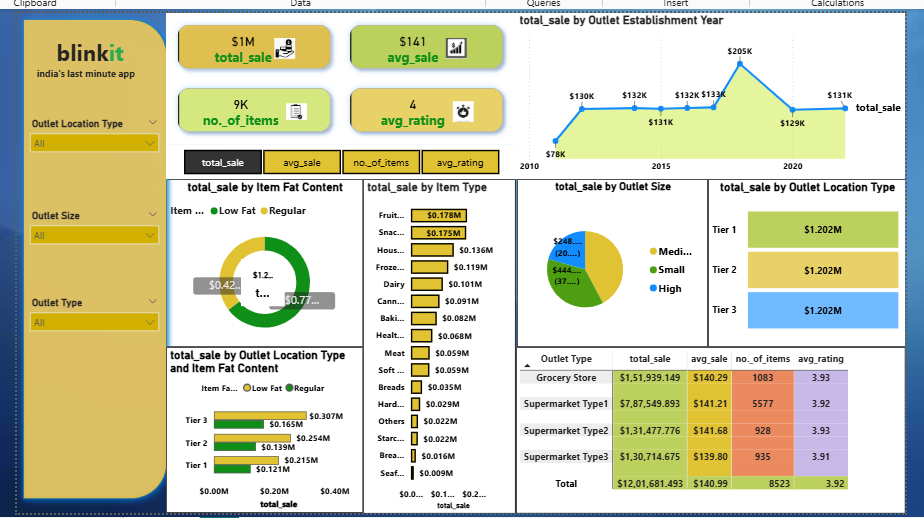 Clipboard
Data
Queries
Insert
Calculations
blinkit
india's last minute app
Outlet Location Type
All
Outlet Size
All
Outlet Type
All
$1M
total_sale
$141
avg_sale
9K
no._of_items
4
avg_rating
total_sale
avg_sale
no._of_items
avg_rating
total_sale by Outlet Establishment Year
$78K
$130K
$132K
$131K
$132K
$133K
$205K
$129K
$131K
total_sale
2010
2015
2020
total_sale by Item Fat Content
Item ...
Low Fat
Regular
$1.2..
t...
$0.42..
$0.77...
total_sale by Item Type
Fruit... $0.178M
Snac... $0.175M
Hous... $0.136M
Froze... $0.119M
Dairy $0.101M
Cann... $0.091M
Baki... $0.082M
Healt... $0.068M
Meat $0.059M
Soft ... $0.059M
Breads $0.035M
Hard... $0.029M
Others $0.022M
Starc... $0.022M
Brea... $0.016M
Seaf... $0.009M
$0.0... $0.1... $0.2...
total_sale
total_sale by Outlet Size
$248....
(20....)
$444....
(37....)
Medi...
Small
High
total_sale by Outlet Location Type
Tier 1 $1.202M
Tier 2 $1.202M
Tier 3 $1.202M
total_sale by Outlet Location Type
and Item Fat Content
Item Fa... Low Fat Regular
Tier 3 $0.307M
$0.165M
Tier 2 $0.254M
$0.139M
Tier 1 $0.215M
$0.121M
$0.00M $0.20M $0.40M
total_sale
Outlet Type total_sale avg_sale no._of_items avg_rating
Grocery Store $1,51,939.149 $140.29 1083 3.93
Supermarket Type1 $7,87,549.893 $141.21 5577 3.92
Supermarket Type2 $1,31,477.776 $141.68 928 3.93
Supermarket Type3 $1,30,714.675 $139.80 935 3.91
Total $12,01,681.493 $140.99 8523 3.92